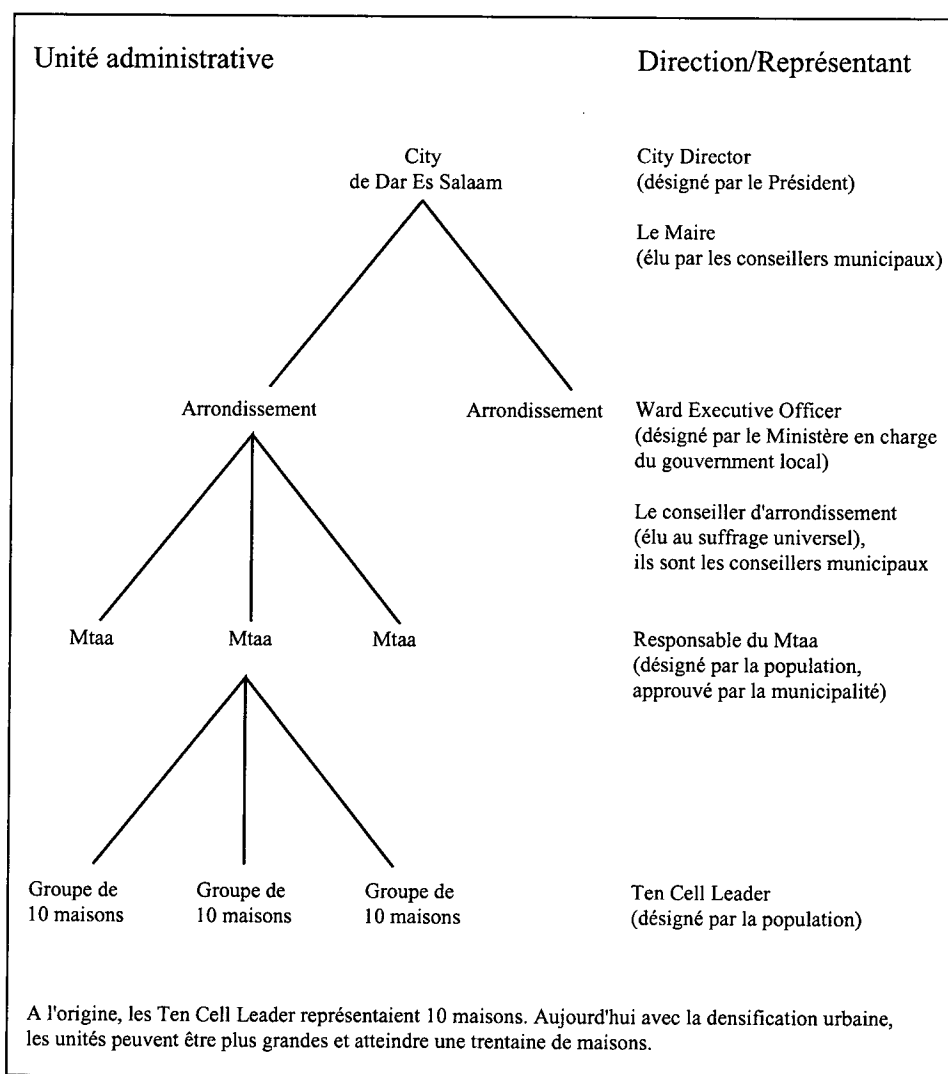 Unité administrative
Direction/Représentant
City
de Dar Es Salaam
City Director
(désigné par le Président)
Le Maire
(élu par les conseillers municipaux)
Arrondissement
Arrondissement
Ward Executive Officer
(désigné par le Ministère en charge
du gouvernment local)
Le conseiller d'arrondissement
(élu au suffrage universel),
ils sont les conseillers municipaux
Mtaa
Mtaa
Mtaa
Responsable du Mtaa
(désigné par la population,
approuvé par la municipalité)
Groupe de
10 maisons
Groupe de
10 maisons
Groupe de
10 maisons
Ten Cell Leader
(désigné par la population)
A l'origine, les Ten Cell Leader représentaient 10 maisons. Aujourd'hui avec la densification urbaine,
les unités peuvent être plus grandes et atteindre une trentaine de maisons.